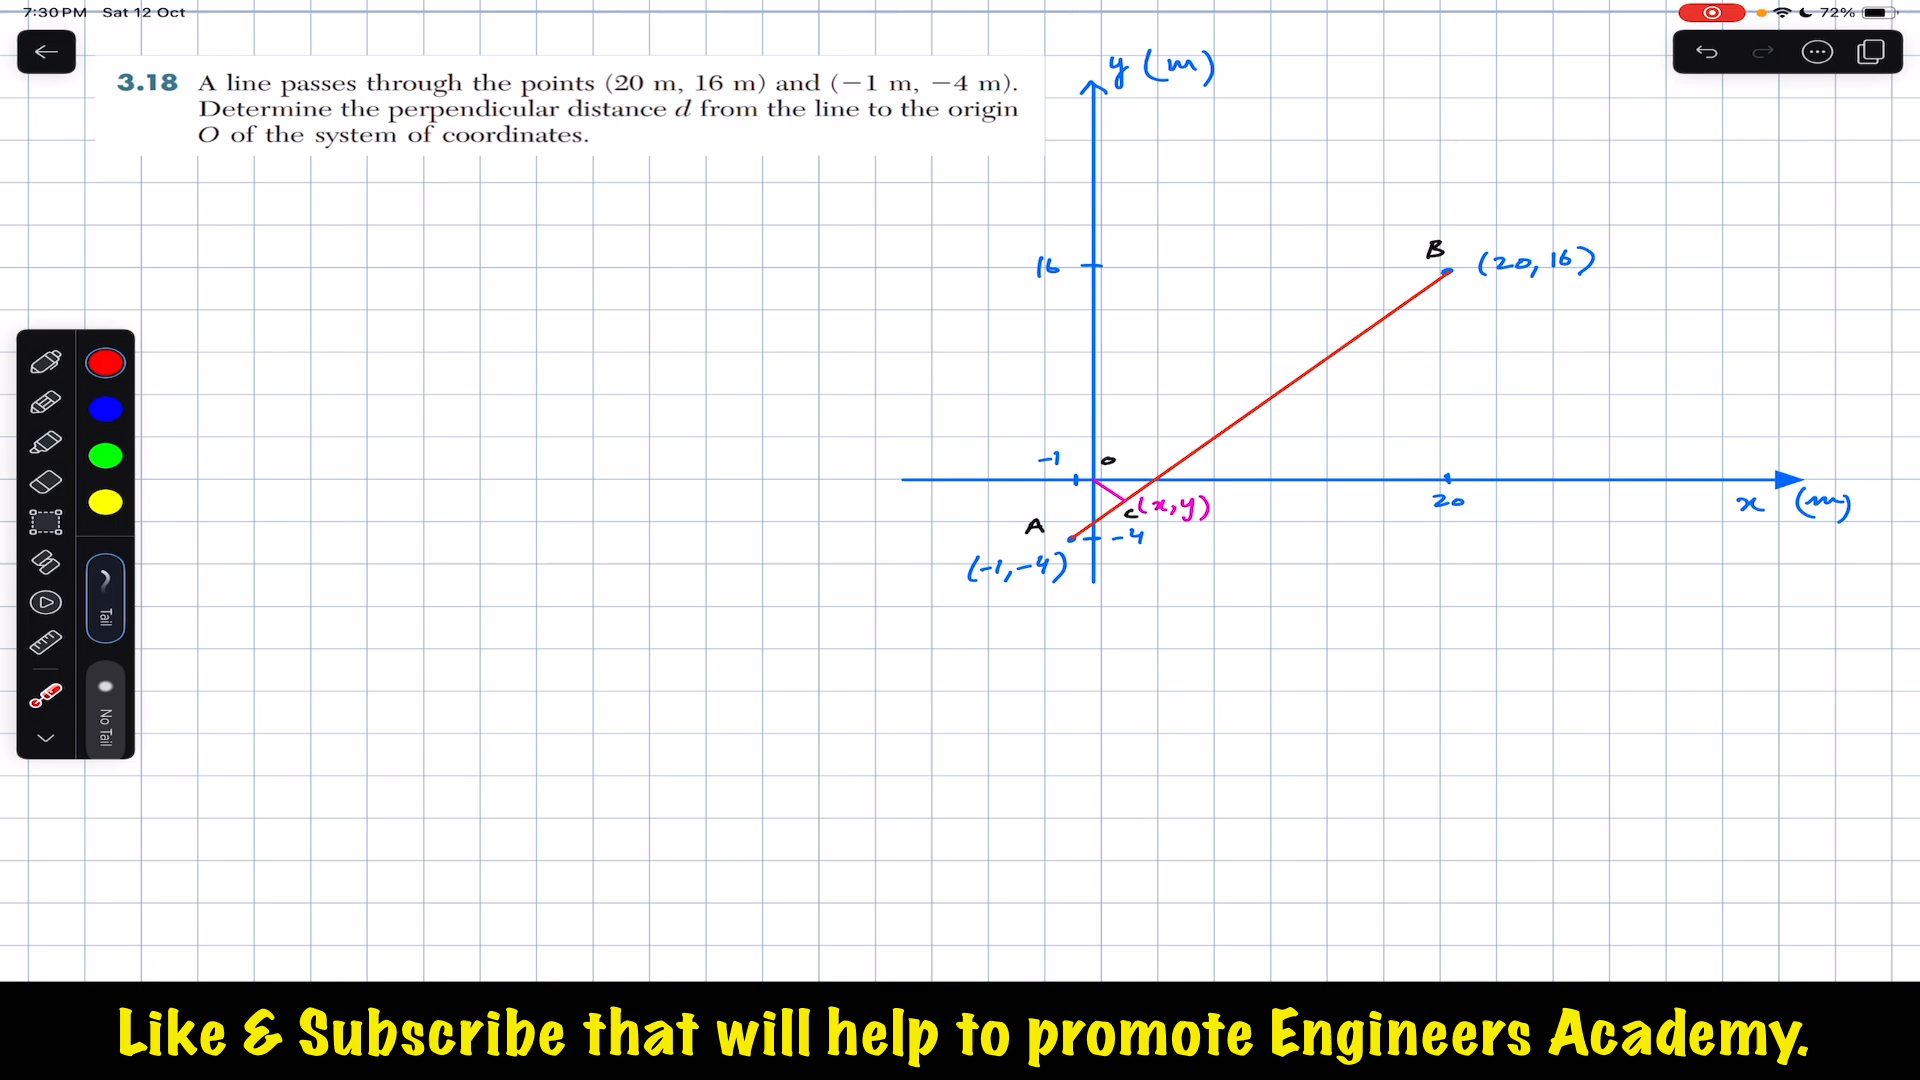 7:30 PM Sat 12 Oct
72%
3.18 A line passes through the points (20 m, 16 m) and (−1 m, −4 m).
Determine the perpendicular distance d from the line to the origin
O of the system of coordinates.
y (m)
B
(20, 16)
16
-1
O
C (x, y)
20
x (m)
A
-4
(-1, -4)
Tail
No Tail
Like & Subscribe that will help to promote Engineers Academy.